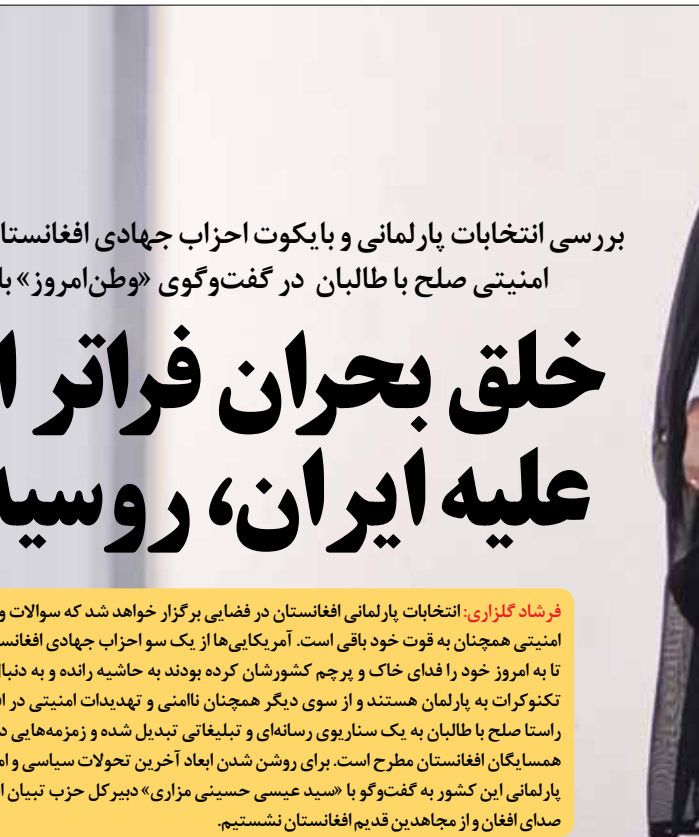 بررسی انتخابات پارلمانی و بایکوت احزاب جهادی افغانستا
امنیتی صلح با طالبان در گفت‌وگوی «وطن‌امروز» با
خلق بحران فراتر ا
علیه ایران، روسیه
فرشاد گلزاری: انتخابات پارلمانی افغانستان در فضایی برگزار خواهد شد که سوالات و
امنیتی همچنان به قوت خود باقی است. آمریکایی‌ها از یک سو احزاب جهادی افغانس
تا به امروز خود را فدای خاک و پرچم کشورشان کرده بودند به حاشیه رانده و به دنبا
تکنوکرات به پارلمان هستند و از سوی دیگر همچنان ناامنی و تهدیدات امنیتی در ا
راستا صلح با طالبان به یک سناریوی رسانه‌ای و تبلیغاتی تبدیل شده و زمزمه‌هایی د
همسایگان افغانستان مطرح است. برای روشن شدن ابعاد آخرین تحولات سیاسی و ام
پارلمانی این کشور به گفت‌وگو با «سید عیسی حسینی مزاری» دبیرکل حزب تبیان ا
صدای افغان و از مجاهدین قدیم افغانستان نشستیم.